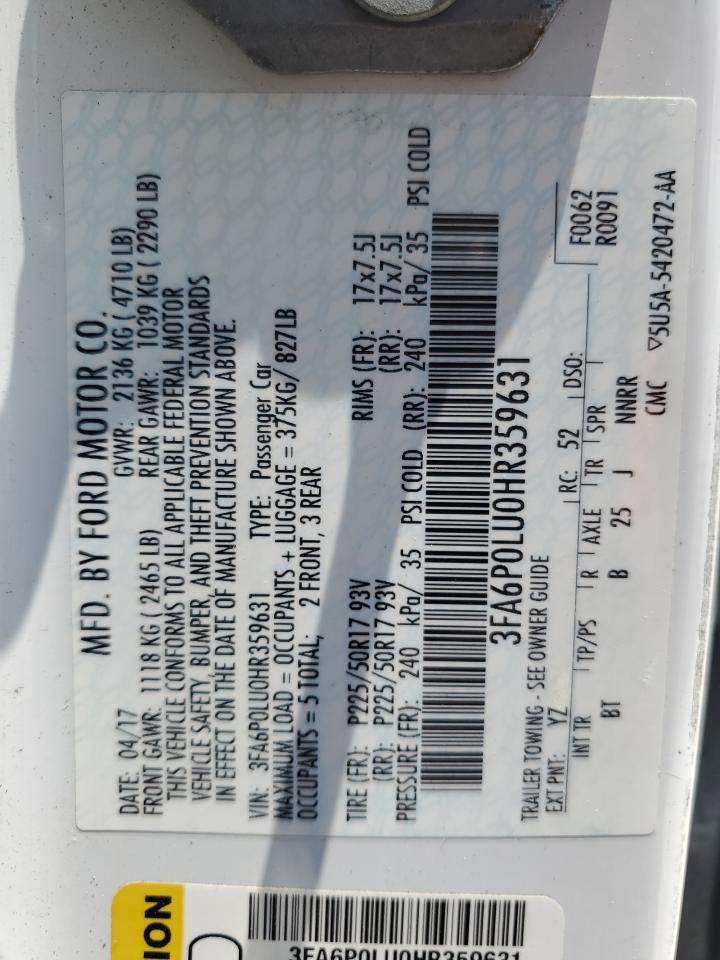 MFD. BY FORD MOTOR CO.
DATE: 04/17 GVWR: 2136 KG ( 4710 LB)
FRONT GAWR: 1118 KG ( 2465 LB) REAR GAWR: 1039 KG ( 2290 LB)
THIS VEHICLE CONFORMS TO ALL APPLICABLE FEDERAL MOTOR
VEHICLE SAFETY, BUMPER, AND THEFT PREVENTION STANDARDS
IN EFFECT ON THE DATE OF MANUFACTURE SHOWN ABOVE.
VIN: 3FA6P0LU0HR359631 TYPE: Passenger Car
MAXIMUM LOAD = OCCUPANTS + LUGGAGE = 375KG/ 827LB
OCCUPANTS = 5 TOTAL; 2 FRONT, 3 REAR
TIRE (FR): P225/50R17 93V RIMS (FR): 17x7.5J
(RR): P225/50R17 93V (RR): 17x7.5J
PRESSURE (FR): 240 kPa/ 35 PSI COLD (RR): 240 kPa/ 35 PSI COLD
3FA6P0LU0HR359631
TRAILER TOWING - SEE OWNER GUIDE
EXT PNT: YZ RC: 52 DSO: F0062
INT TR TP/PS R AXLE TR SPR R0091
BT B 25 J NNRR
CMC ▽5U5A-5420472-AA
ION
3FA6P0LU0HR359631